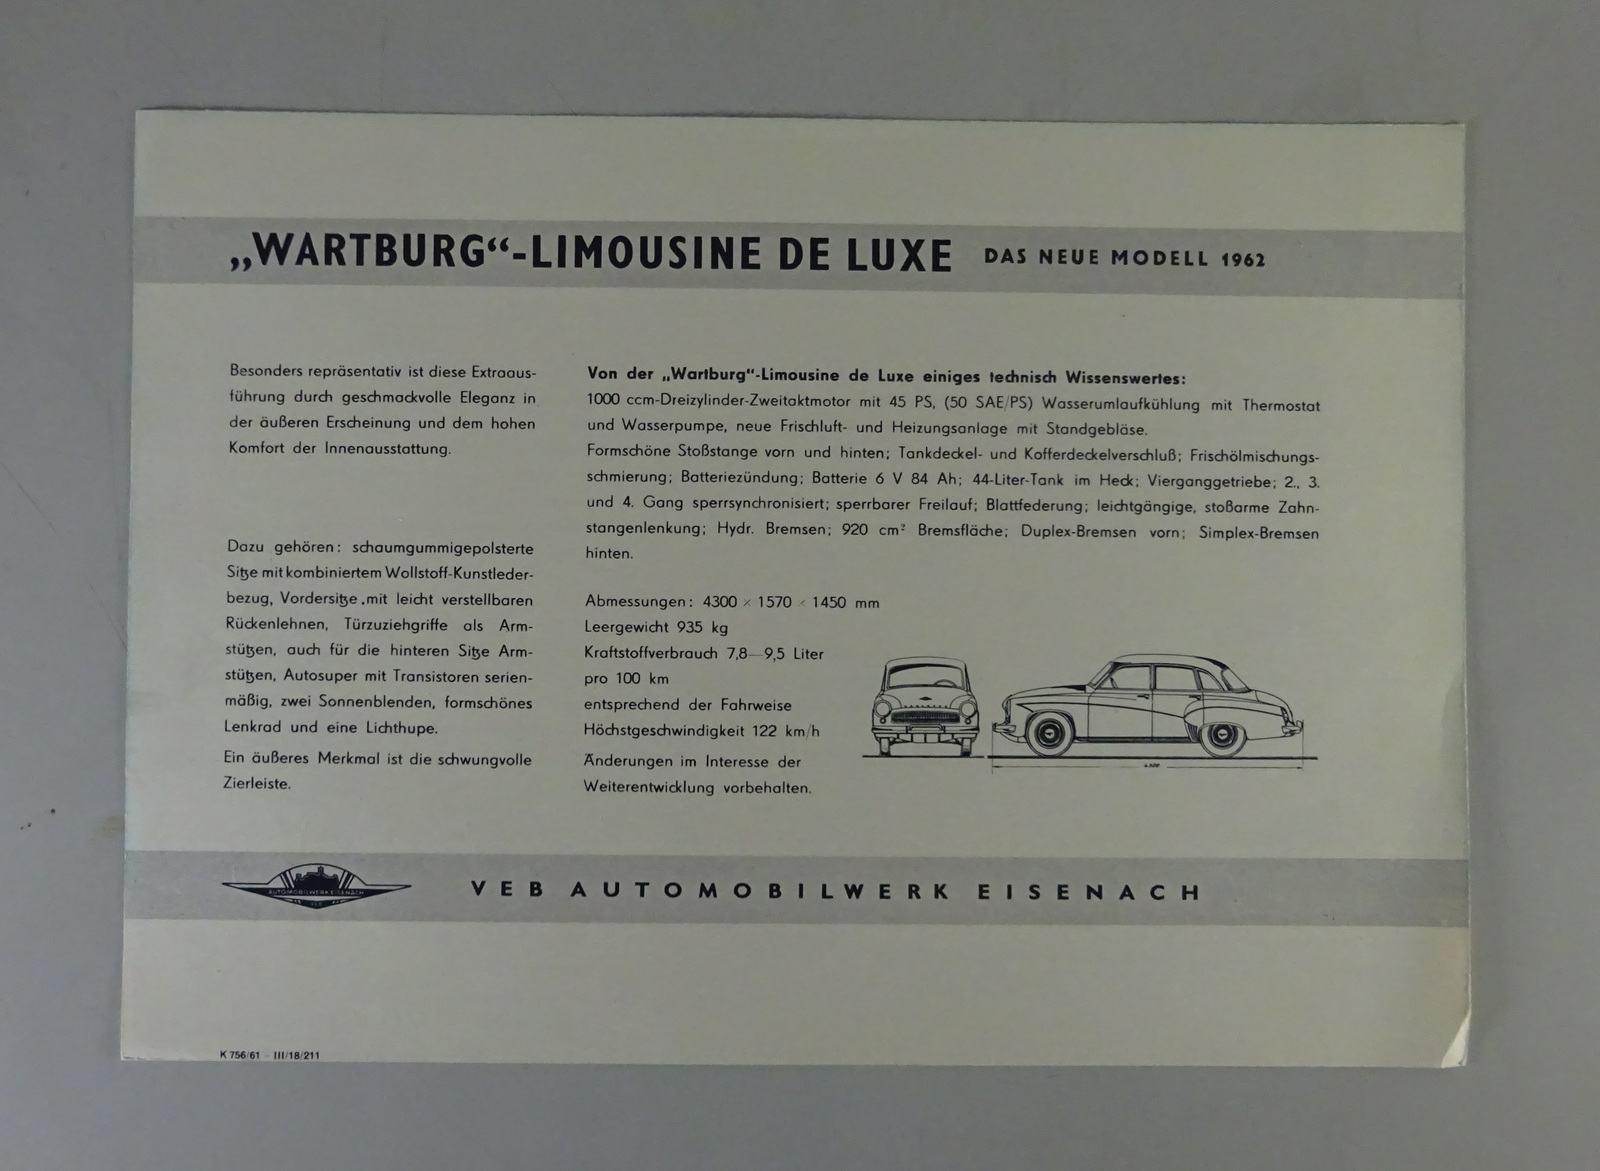 „WARTBURG“-LIMOUSINE DE LUXE DAS NEUE MODELL 1962
Besonders repräsentativ ist diese Extraaus-
führung durch geschmackvolle Eleganz in
der äußeren Erscheinung und dem hohen
Komfort der Innenausstattung.
Dazu gehören: schaumgummigepolsterte
Sitze mit kombiniertem Wollstoff-Kunstleder-
bezug, Vordersitze mit leicht verstellbaren
Rückenlehnen, Türzuziehgriffe als Arm-
stützen, auch für die hinteren Sitze Arm-
stützen, Autosuper mit Transistoren serien-
mäßig, zwei Sonnenblenden, formschönes
Lenkrad und eine Lichthupe.
Ein äußeres Merkmal ist die schwungvolle
Zierleiste.
Von der „Wartburg“-Limousine de Luxe einiges technisch Wissenswertes:
1000 ccm-Dreizylinder-Zweitaktmotor mit 45 PS, (50 SAE/PS) Wasserumlaufkühlung mit Thermostat
und Wasserpumpe, neue Frischluft- und Heizungsanlage mit Standgebläse.
Formschöne Stoßstange vorn und hinten; Tankdeckel- und Kofferdeckelverschluß; Frischölmischungs-
schmierung; Batteriezündung; Batterie 6 V 84 Ah; 44-Liter-Tank im Heck; Vierganggetriebe; 2., 3.
und 4. Gang sperrsynchronisiert; sperrbarer Freilauf; Blattfederung; leichtgängige, stoßarme Zahn-
stangenlenkung; Hydr. Bremsen; 920 cm² Bremsfläche; Duplex-Bremsen vorn; Simplex-Bremsen
hinten.
Abmessungen: 4300 × 1570 × 1450 mm
Leergewicht 935 kg
Kraftstoffverbrauch 7,8—9,5 Liter
pro 100 km
entsprechend der Fahrweise
Höchstgeschwindigkeit 122 km/h
Änderungen im Interesse der
Weiterentwicklung vorbehalten.
4300
AUTOMOBILWERK EISENACH
VEB AUTOMOBILWERK EISENACH
K 756/61 - III/18/211